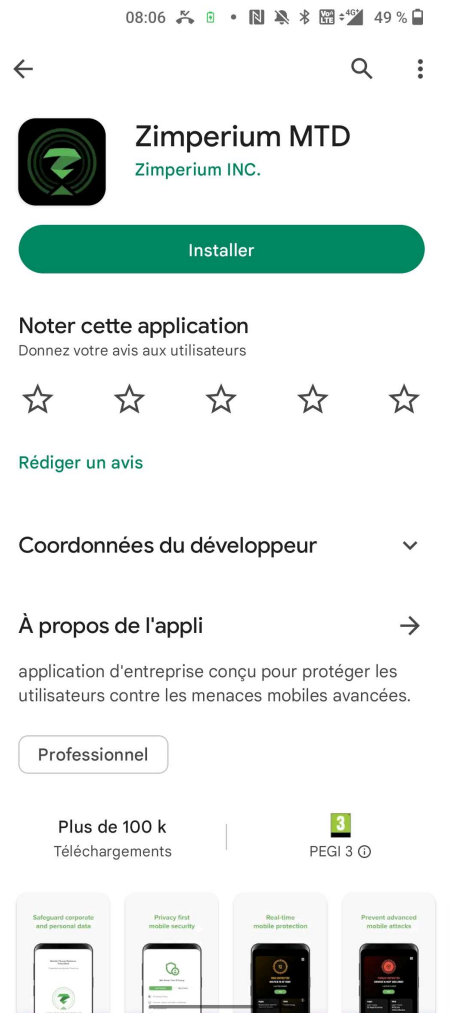 08:06 Vo) LTE 4G+ 49 %
Zimperium MTD
Zimperium INC.
Installer
Noter cette application
Donnez votre avis aux utilisateurs
Rédiger un avis
Coordonnées du développeur
À propos de l'appli
application d'entreprise conçu pour protéger les
utilisateurs contre les menaces mobiles avancées.
Professionnel
Plus de 100 k
Téléchargements
3
PEGI 3
Safeguard corporate
and personal data
Privacy first
mobile security
Real-time
mobile protection
Prevent advanced
mobile attacks